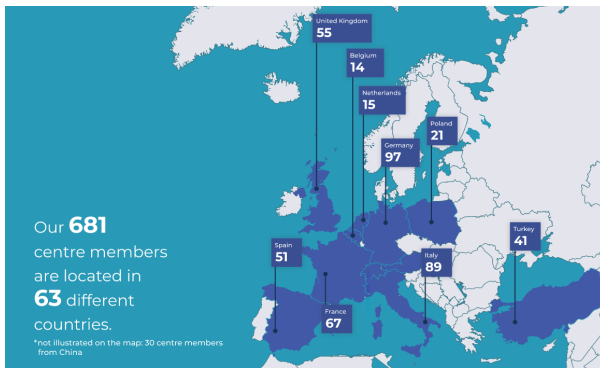 United Kingdom
55
Belgium
14
Netherlands
15
Poland
21
Germany
97
Turkey
41
Spain
51
Italy
89
France
67
Our 681
centre members
are located in
63 different
countries.
*not illustrated on the map: 30 centre members
from China